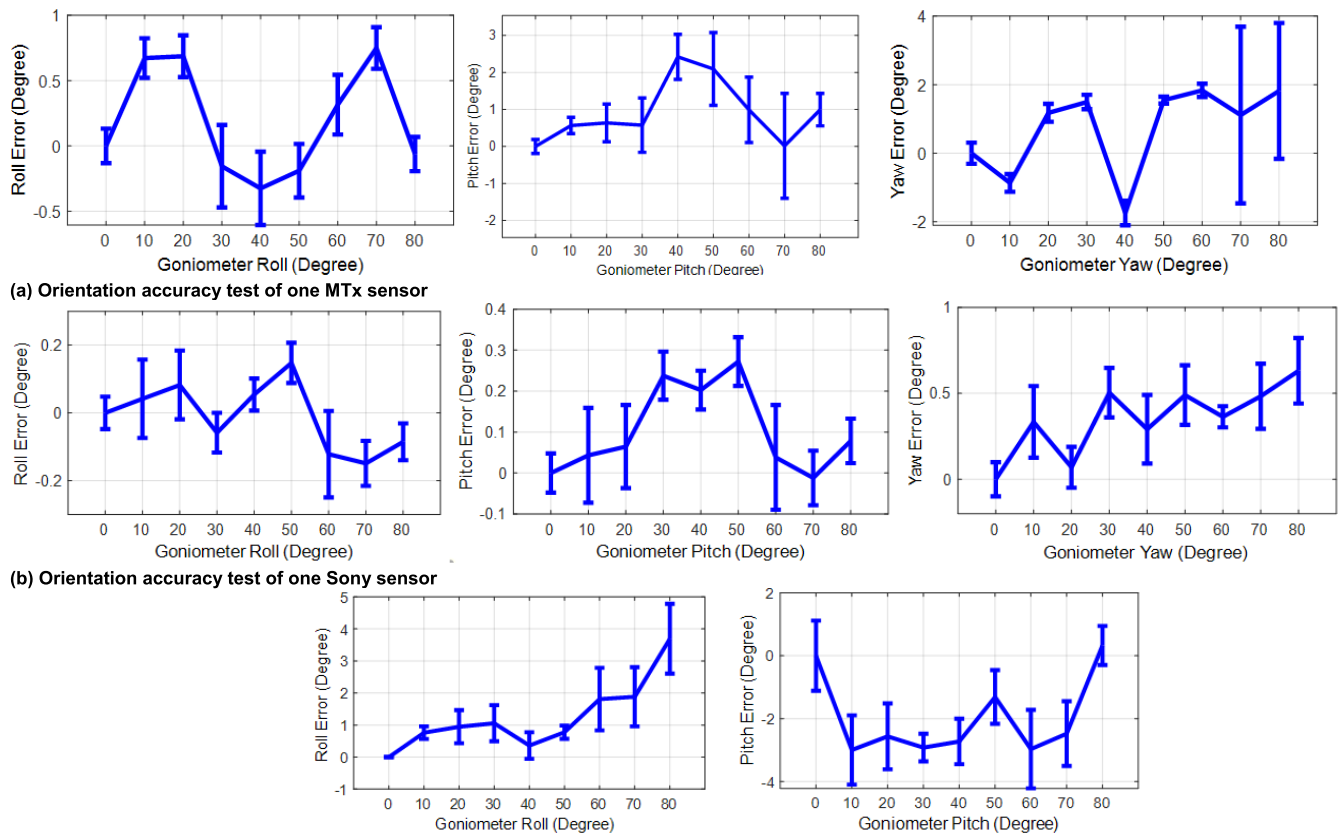 1
0.5
0
-0.5
Roll Error (Degree)
0 10 20 30 40 50 60 70 80
Goniometer Roll (Degree)
3
2
1
0
-1
-2
Pitch Error (Degree)
0 10 20 30 40 50 60 70 80
Goniometer Pitch (Degree)
4
2
0
-2
Yaw Error (Degree)
0 10 20 30 40 50 60 70 80
Goniometer Yaw (Degree)
(a) Orientation accuracy test of one MTx sensor
0.2
0
-0.2
Roll Error (Degree)
0 10 20 30 40 50 60 70 80
Goniometer Roll (Degree)
0.4
0.3
0.2
0.1
0
-0.1
Pitch Error (Degree)
0 10 20 30 40 50 60 70 80
Goniometer Pitch (Degree)
1
0.5
0
Yaw Error (Degree)
0 10 20 30 40 50 60 70 80
Goniometer Yaw (Degree)
(b) Orientation accuracy test of one Sony sensor
5
4
3
2
1
0
-1
Roll Error (Degree)
0 10 20 30 40 50 60 70 80
Goniometer Roll (Degree)
2
0
-2
-4
Pitch Error (Degree)
0 10 20 30 40 50 60 70 80
Goniometer Pitch (Degree)